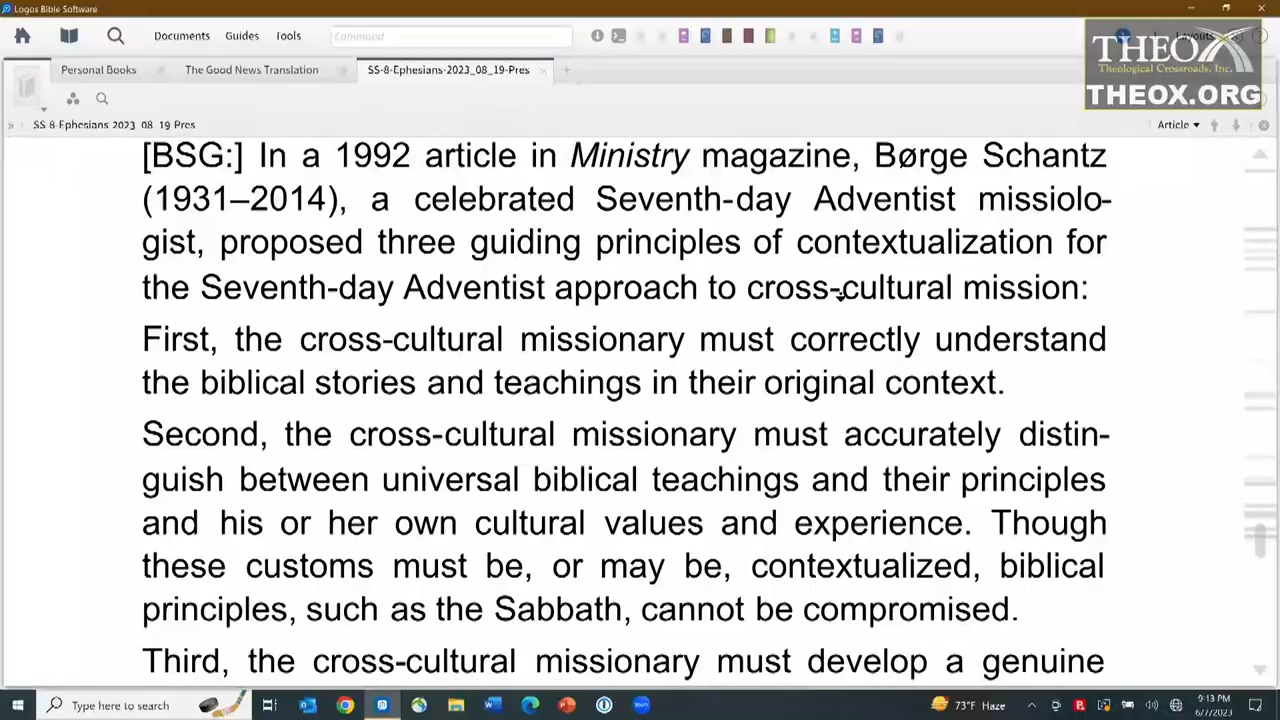 Logos Bible Software
Documents Guides Tools Command Layouts
THEOX
Theological Crossroads, Inc.
THEOX.ORG
Personal Books The Good News Translation SS-8-Ephesians-2023_08_19-Pres
SS-8-Ephesians-2023_08_19-Pres Article
[BSG:] In a 1992 article in Ministry magazine, Børge Schantz
(1931–2014), a celebrated Seventh-day Adventist missiolo-
gist, proposed three guiding principles of contextualization for
the Seventh-day Adventist approach to cross-cultural mission:
First, the cross-cultural missionary must correctly understand
the biblical stories and teachings in their original context.
Second, the cross-cultural missionary must accurately distin-
guish between universal biblical teachings and their principles
and his or her own cultural values and experience. Though
these customs must be, or may be, contextualized, biblical
principles, such as the Sabbath, cannot be compromised.
Third, the cross-cultural missionary must develop a genuine
Type here to search 73°F Haze 9:13 PM
6/7/2023